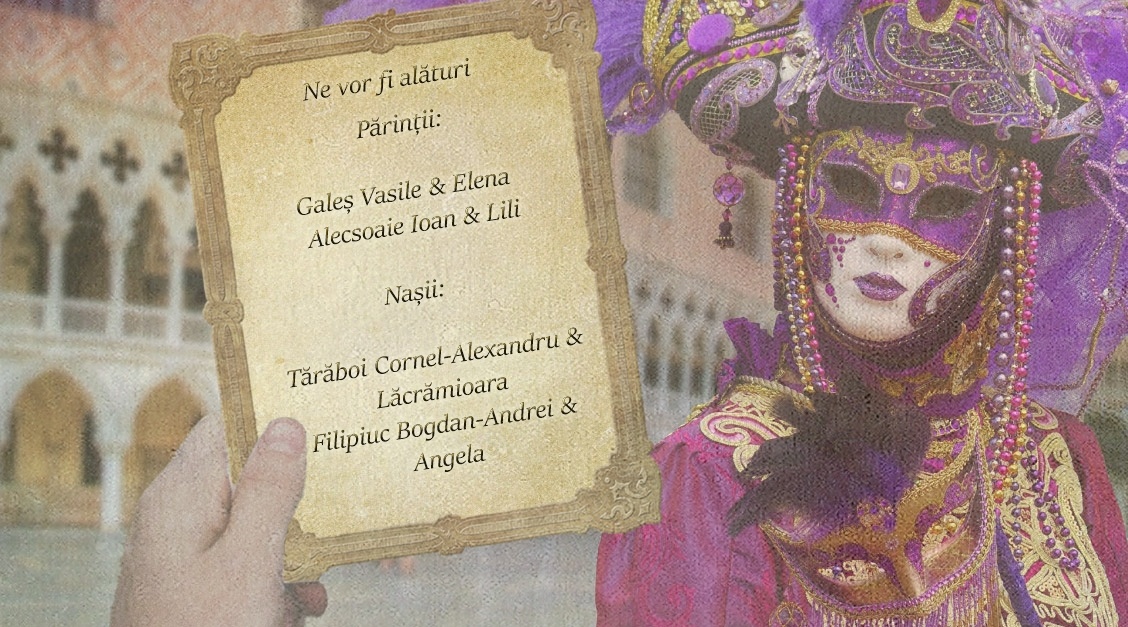 Ne vor fi alături
Părinții:
Galeș Vasile & Elena
Alecsoaie Ioan & Lili
Nașii:
Tărăboi Cornel-Alexandru &
Lăcrămioara
Filipiuc Bogdan-Andrei &
Angela